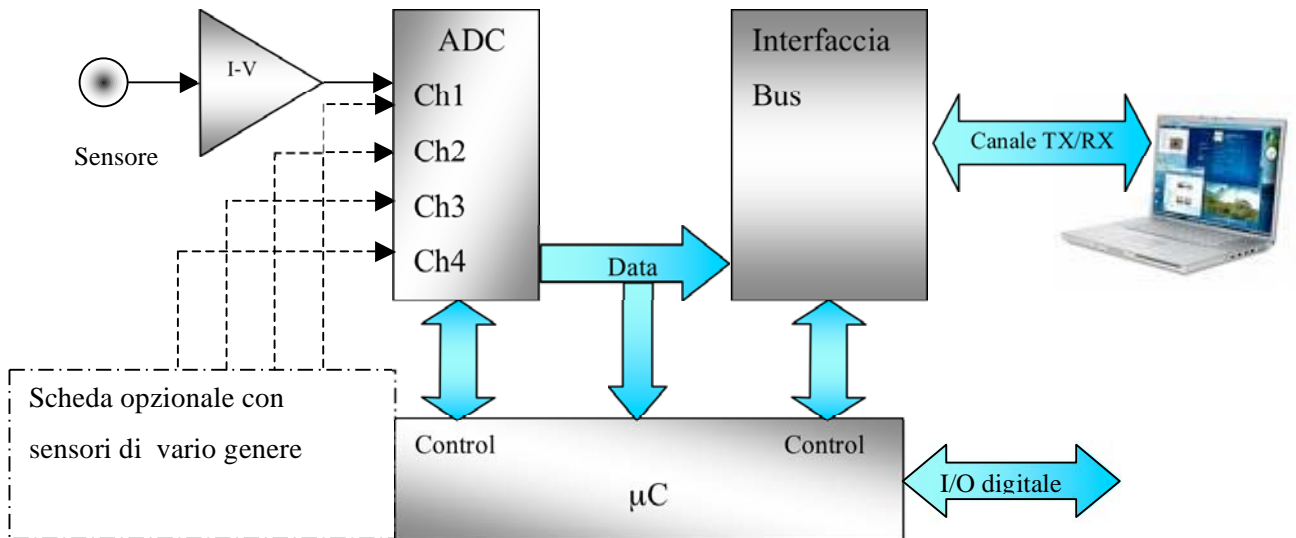 I-V
Sensore
ADC
Ch1
Ch2
Ch3
Ch4
Interfaccia
Bus
Canale TX/RX
Data
Scheda opzionale con
sensori di vario genere
Control
Control
µC
I/O digitale